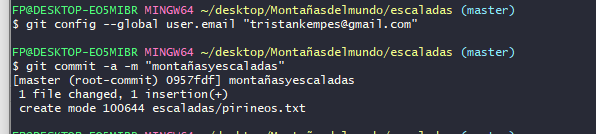 FP@DESKTOP-EO5MIBR MINGW64 ~/desktop/Montañasdelmundo/escaladas (master)
$ git config --global user.email "tristankempes@gmail.com"
FP@DESKTOP-EO5MIBR MINGW64 ~/desktop/Montañasdelmundo/escaladas (master)
$ git commit -a -m "montañasyescaladas"
[master (root-commit) 0957fdf] montañasyescaladas
 1 file changed, 1 insertion(+)
 create mode 100644 escaladas/pirineos.txt